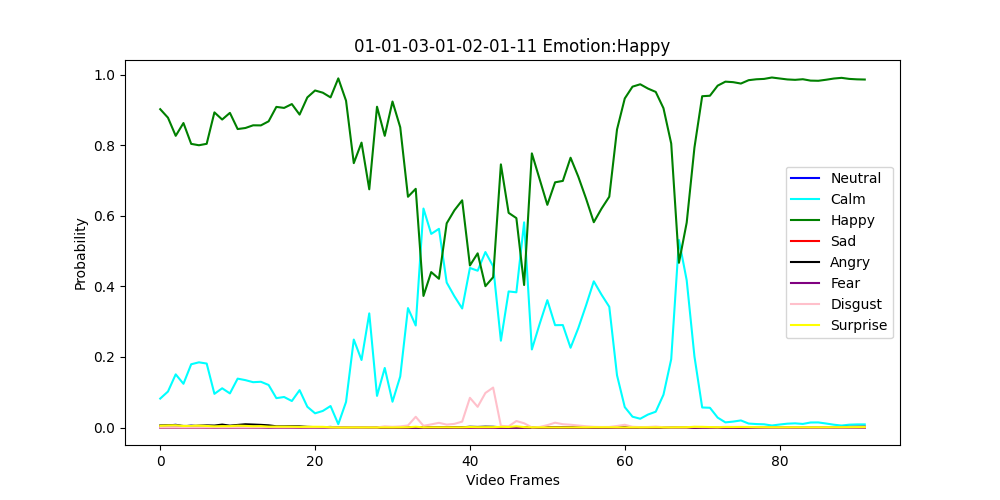 01-01-03-01-02-01-11 Emotion:Happy
1.0
0.8
0.6
0.4
0.2
0.0
Probability
0
20
40
60
80
Video Frames
Neutral
Calm
Happy
Sad
Angry
Fear
Disgust
Surprise